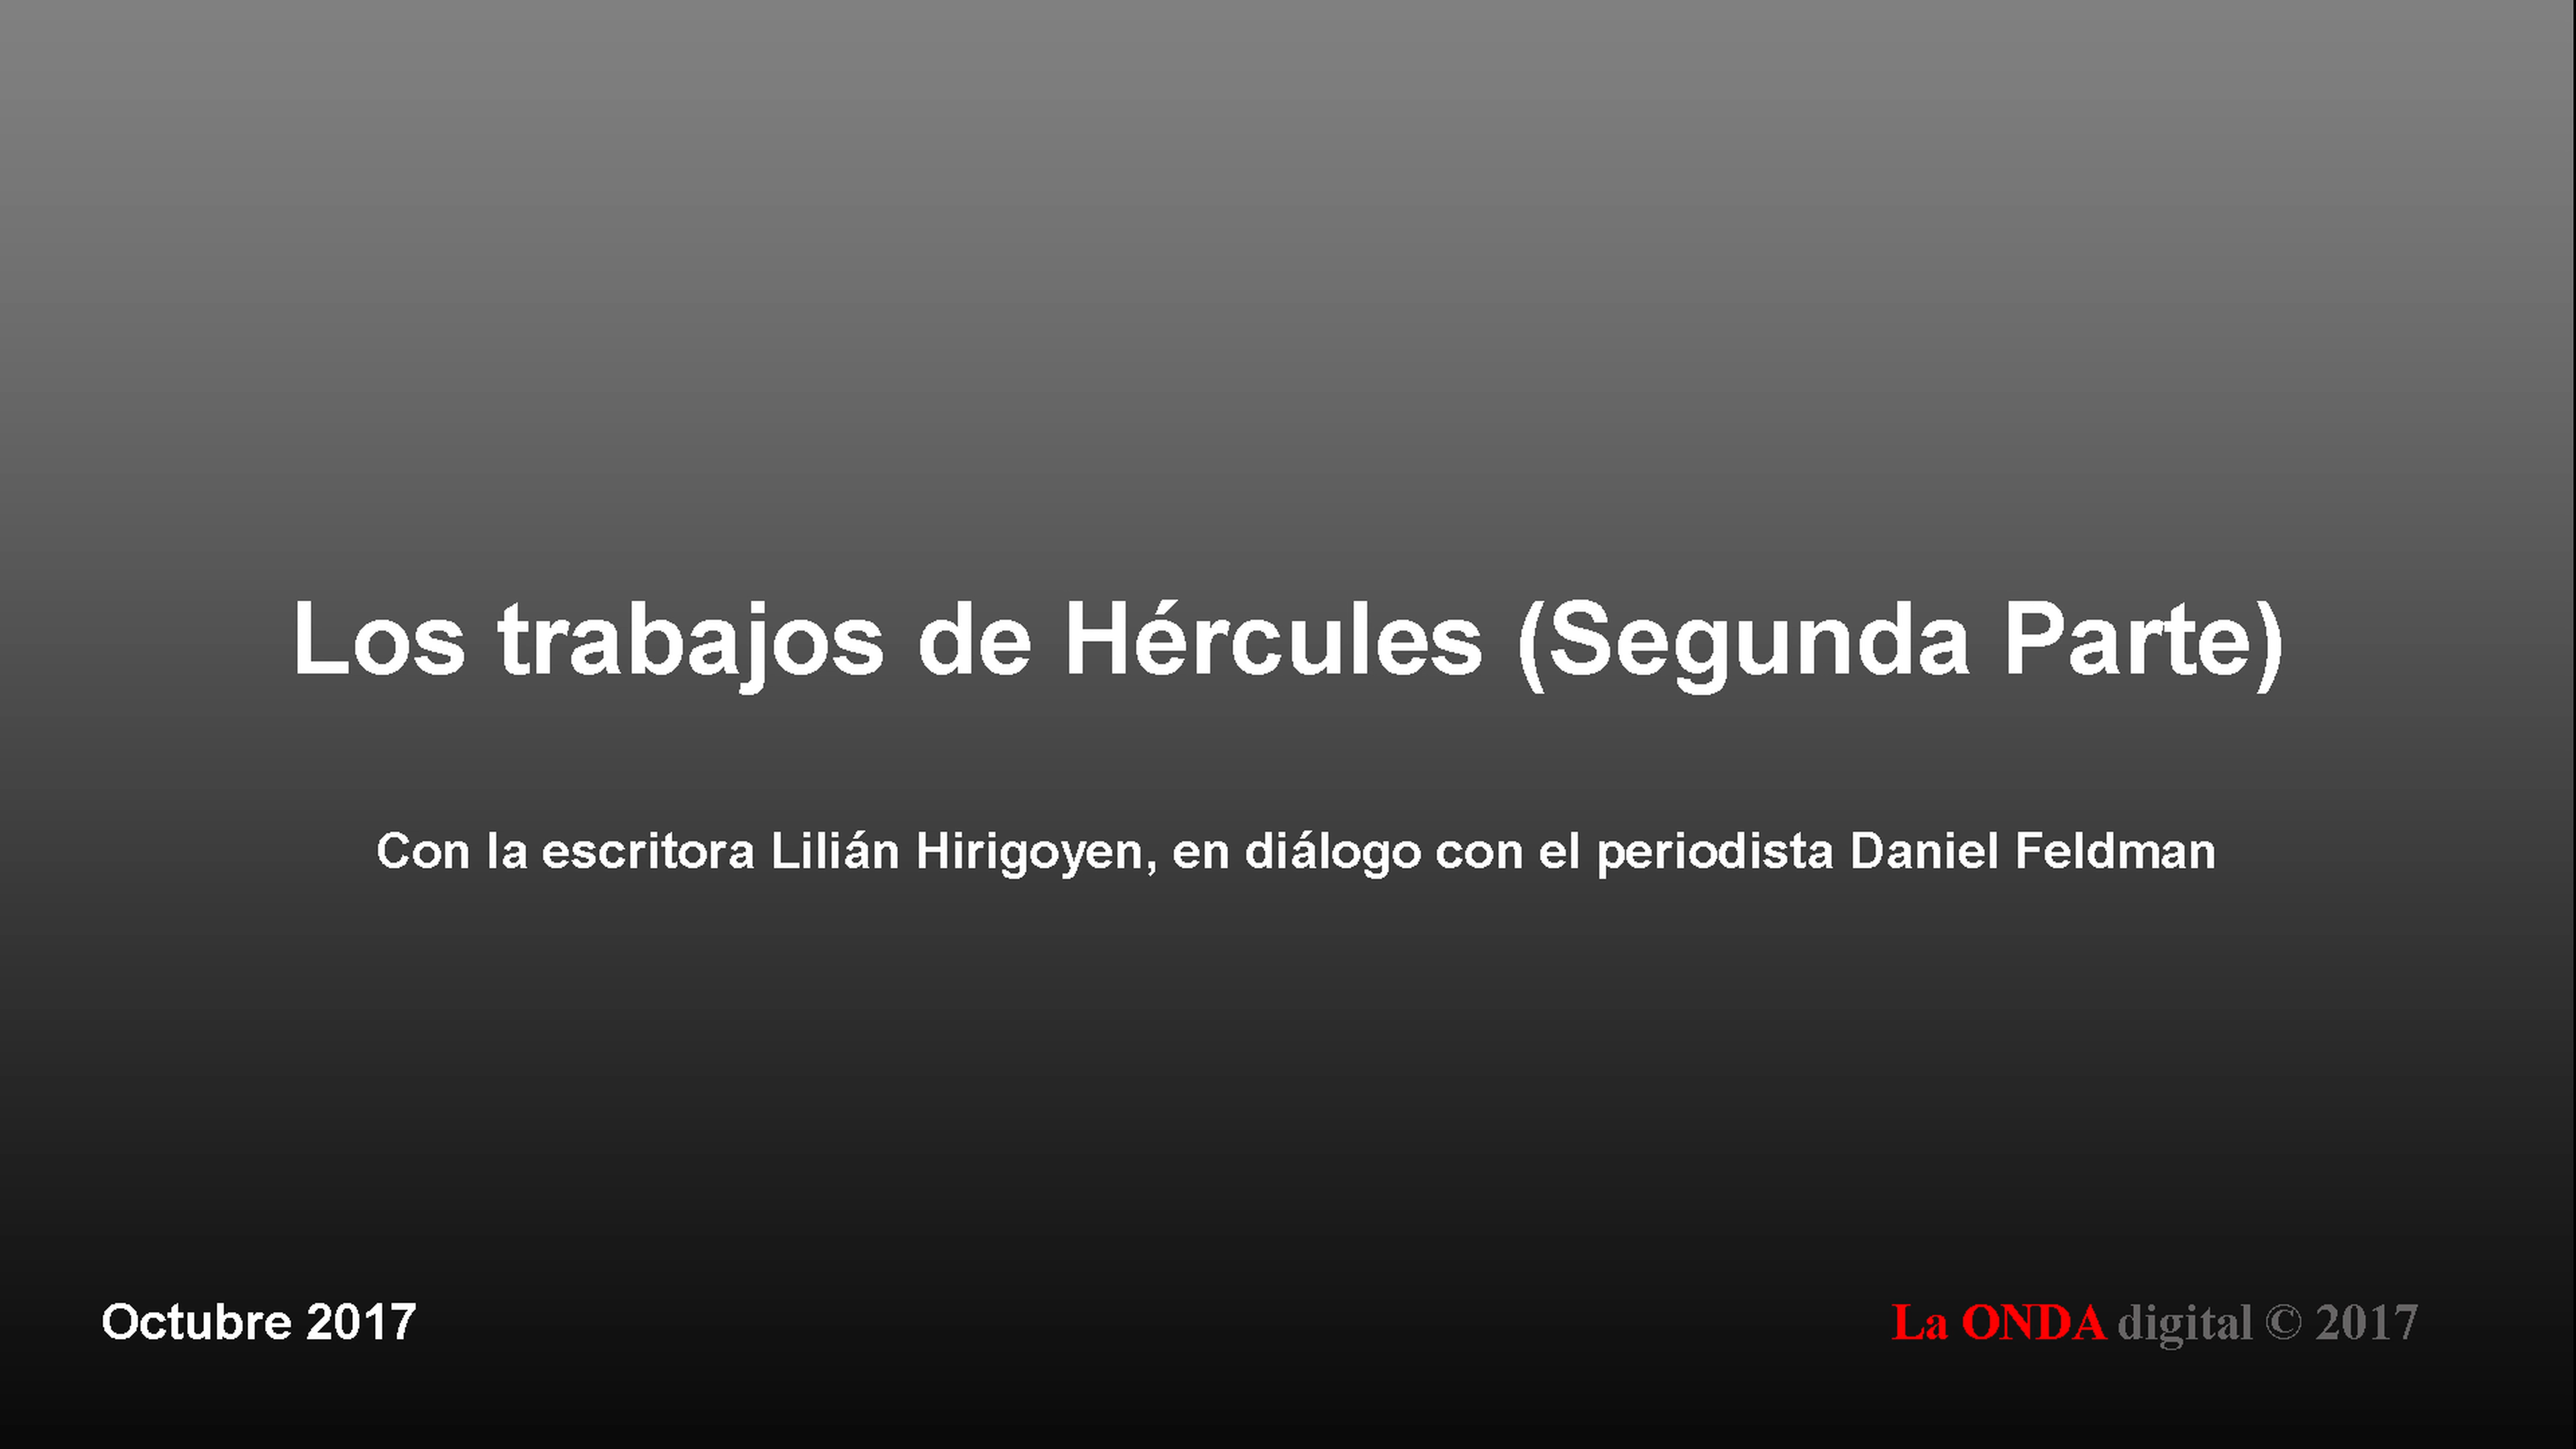 Los trabajos de Hércules (Segunda Parte)
Con la escritora Lilián Hirigoyen, en diálogo con el periodista Daniel Feldman
Octubre 2017
La ONDA digital © 2017